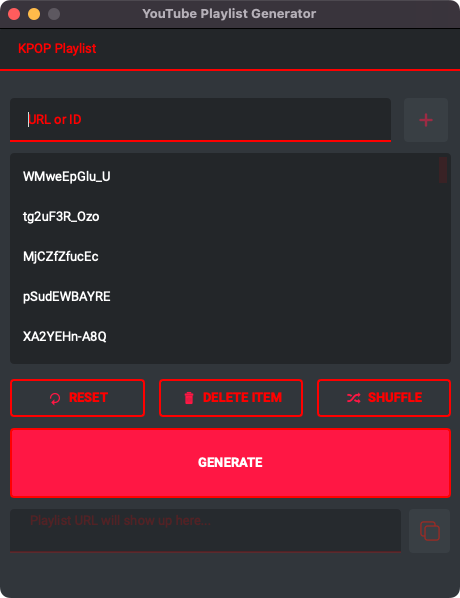 YouTube Playlist Generator
KPOP Playlist
URL or ID
+
WMweEpGlu_U
tg2uF3R_Ozo
MjCZfZfucEc
pSudEWBAYRE
XA2YEHn-A8Q
RESET DELETE ITEM SHUFFLE
GENERATE
Playlist URL will show up here...